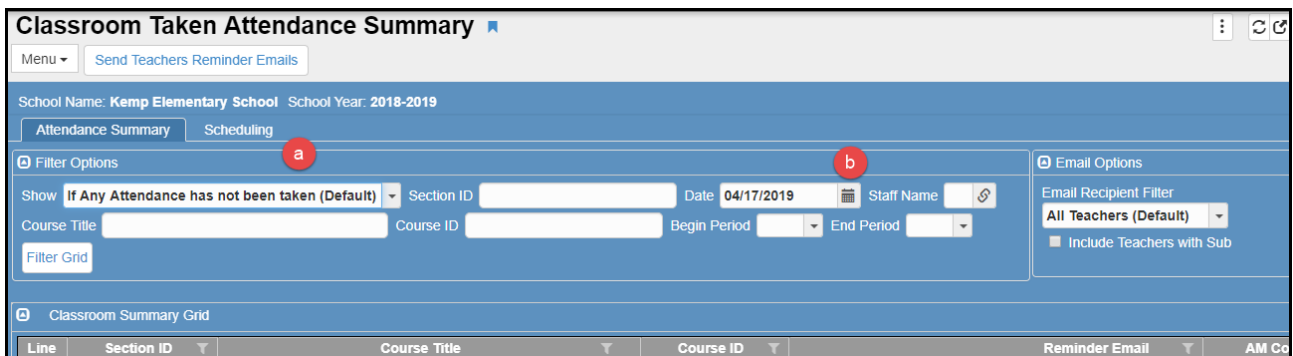 Classroom Taken Attendance Summary
Menu
Send Teachers Reminder Emails
School Name: Kemp Elementary School School Year: 2018-2019
Attendance Summary Scheduling
a
b
Filter Options
Email Options
Show If Any Attendance has not been taken (Default) Section ID Date 04/17/2019 Staff Name
Email Recipient Filter
Course Title Course ID Begin Period End Period
All Teachers (Default)
Include Teachers with Sub
Filter Grid
Classroom Summary Grid
Line Section ID Course Title Course ID Reminder Email AM Co